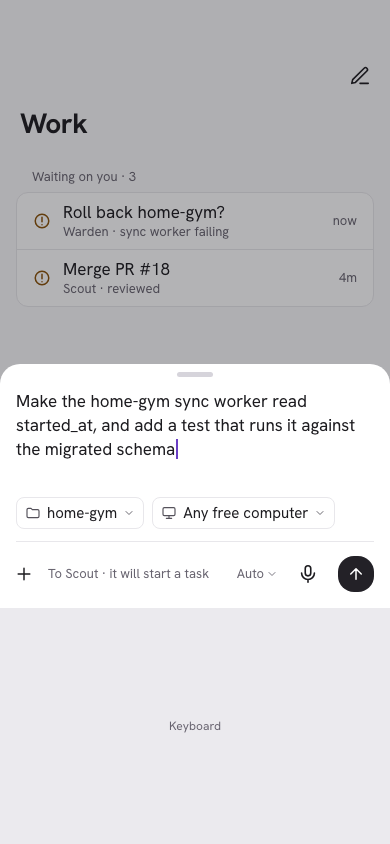 Work
Waiting on you · 3
Roll back home-gym?
Warden · sync worker failing
now
Merge PR #18
Scout · reviewed
4m
Make the home-gym sync worker read
started_at, and add a test that runs it against
the migrated schema
home-gym
Any free computer
To Scout · it will start a task
Auto
Keyboard